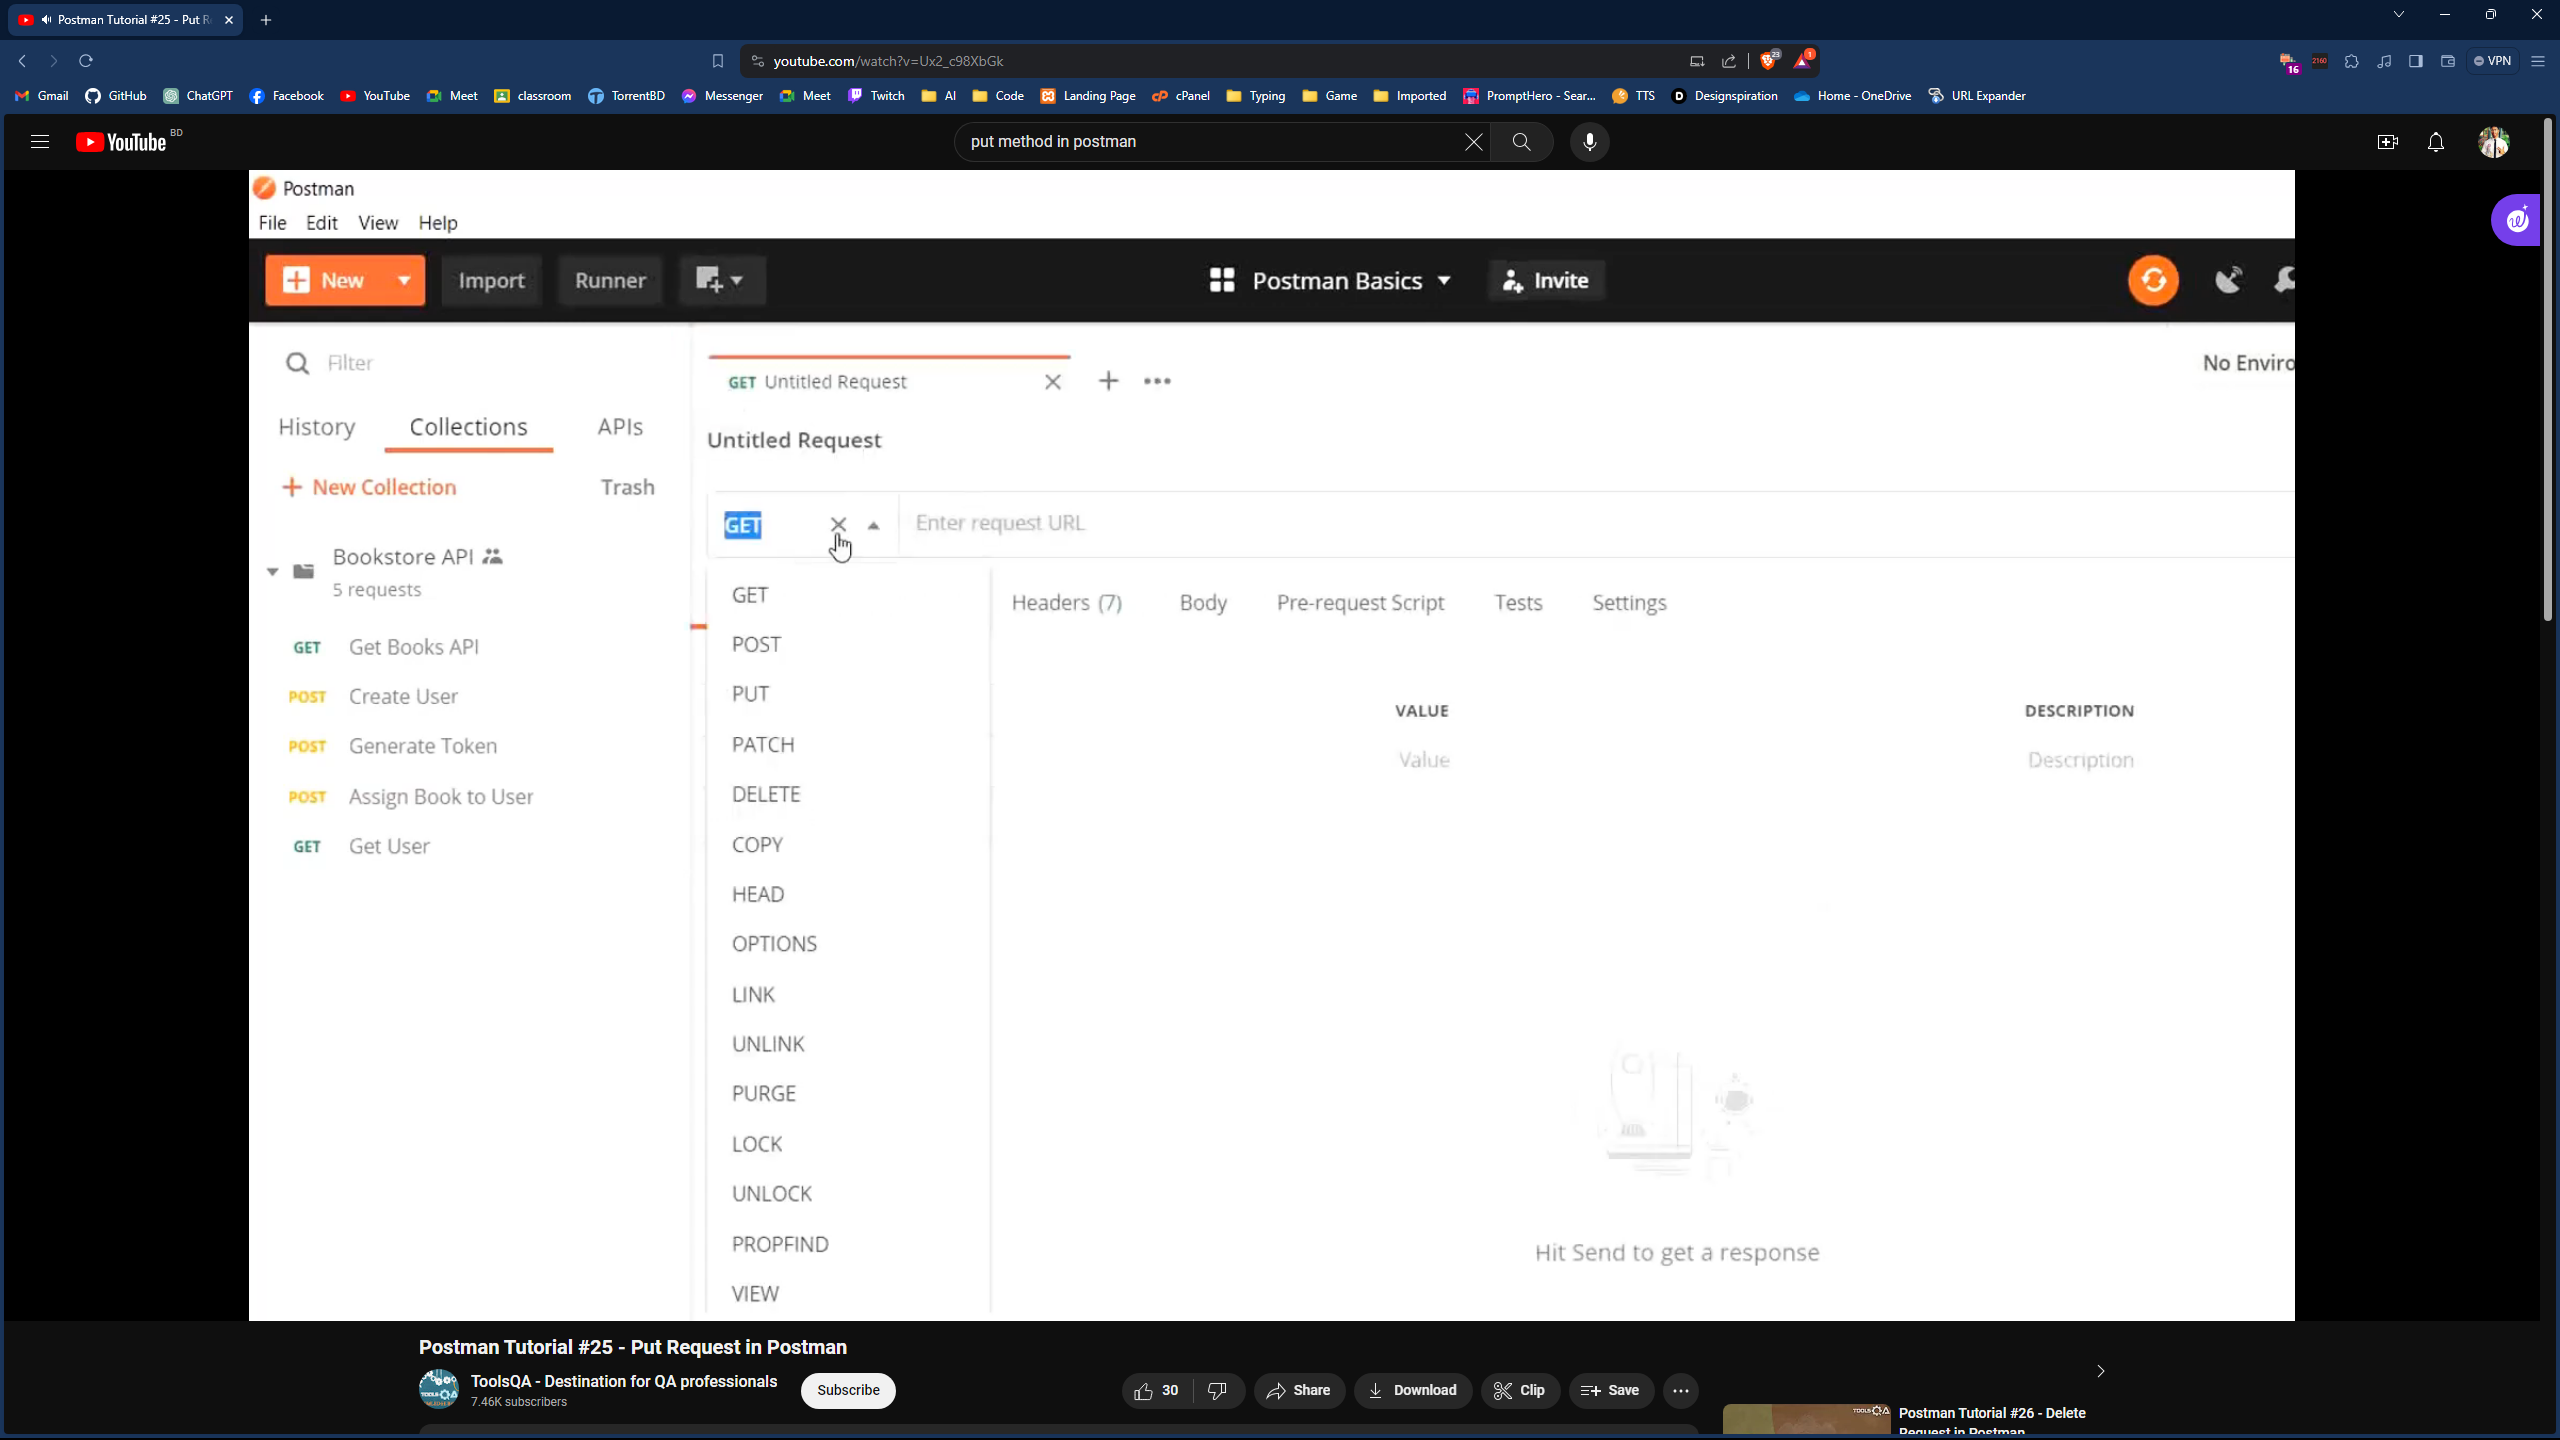 Postman Tutorial #25 - Put R
youtube.com/watch?v=Ux2_c98XbGk
23
1
16
2160
VPN
Gmail GitHub ChatGPT Facebook YouTube Meet classroom TorrentBD Messenger Meet Twitch AI Code Landing Page cPanel Typing Game Imported PromptHero - Sear... TTS Designspiration Home - OneDrive URL Expander
YouTube BD
put method in postman
Postman
File Edit View Help
New Import Runner Postman Basics Invite
Filter
GET Untitled Request
No Enviro
History Collections APIs
Untitled Request
New Collection Trash
GET Enter request URL
Bookstore API
5 requests
GET Get Books API
POST Create User
POST Generate Token
POST Assign Book to User
GET Get User
GET
POST
PUT
PATCH
DELETE
COPY
HEAD
OPTIONS
LINK
UNLINK
PURGE
LOCK
UNLOCK
PROPFIND
VIEW
Headers (7) Body Pre-request Script Tests Settings
VALUE DESCRIPTION
Value Description
Hit Send to get a response
Postman Tutorial #25 - Put Request in Postman
ToolsQA - Destination for QA professionals
7.46K subscribers
Subscribe
30 Share Download Clip Save
TOOLSQA
Postman Tutorial #26 - Delete
Request in Postman